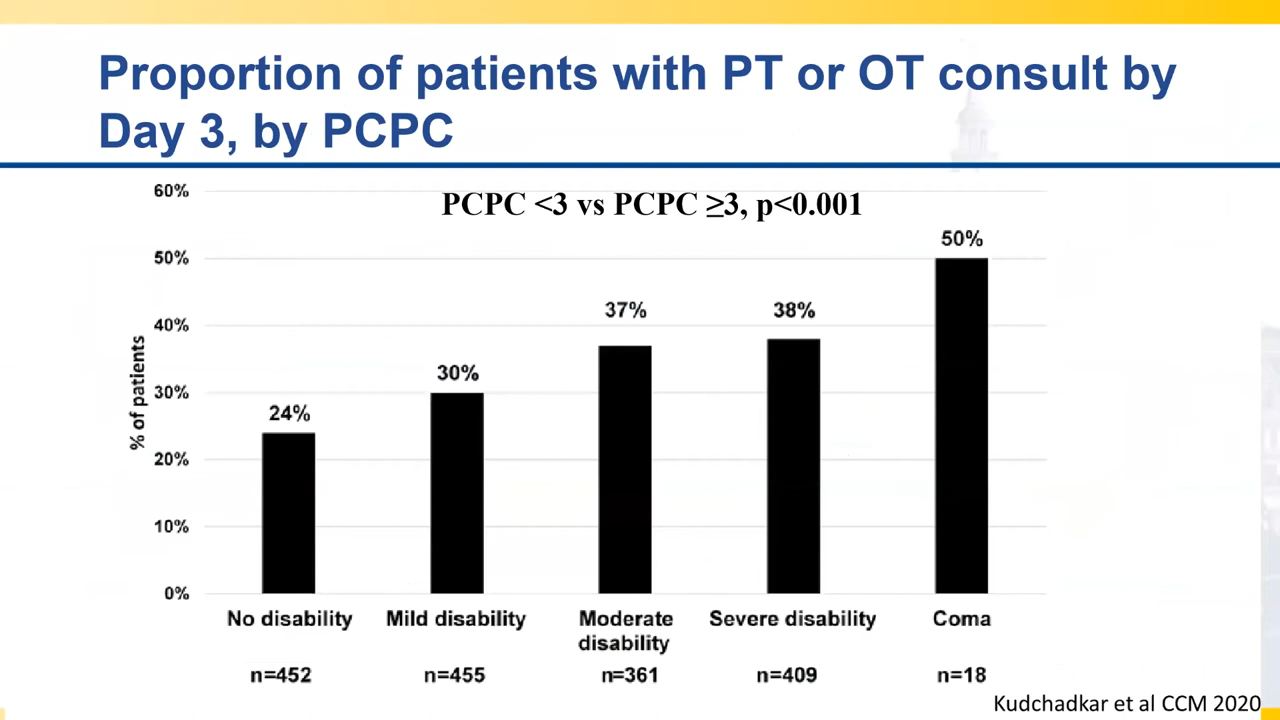 Proportion of patients with PT or OT consult by
Day 3, by PCPC
PCPC <3 vs PCPC ≥3, p<0.001
60%
50%
40%
30%
20%
10%
0%
% of patients
24%
30%
37%
38%
50%
No disability
Mild disability
Moderate
disability
Severe disability
Coma
n=452
n=455
n=361
n=409
n=18
Kudchadkar et al CCM 2020